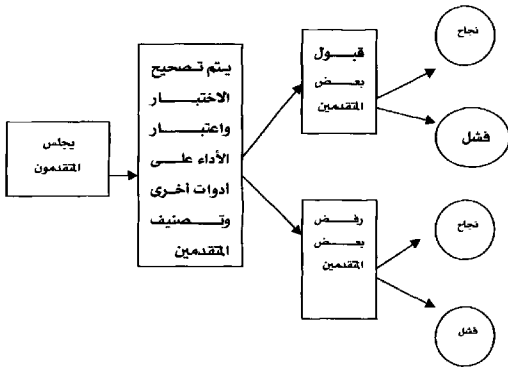 يجلس
المتقدمون
يتم تصحيح
الاختبار
واعتبار
الأداء على
أدوات أخرى
وتصنيف
المتقدمين
قبول
بعض
المتقدمين
نجاح
فشل
رفض
بعض
المتقدمين
نجاح
فشل